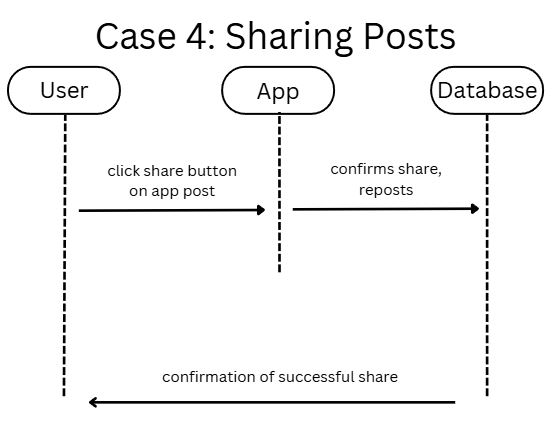 Case 4: Sharing Posts
User
App
Database
click share button
on app post
confirms share,
reposts
confirmation of successful share